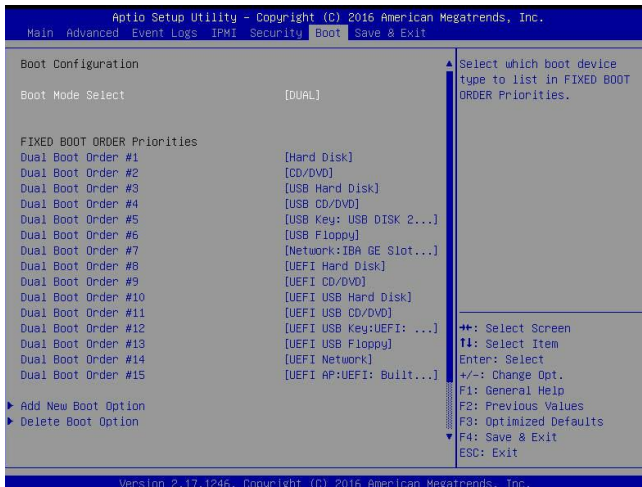 Aptio Setup Utility - Copyright (C) 2016 American Megatrends, Inc.
Main Advanced Event Logs IPMI Security Boot Save & Exit
Boot Configuration
Boot Mode Select [DUAL]
FIXED BOOT ORDER Priorities
Dual Boot Order #1 [Hard Disk]
Dual Boot Order #2 [CD/DVD]
Dual Boot Order #3 [USB Hard Disk]
Dual Boot Order #4 [USB CD/DVD]
Dual Boot Order #5 [USB Key: USB DISK 2...]
Dual Boot Order #6 [USB Floppy]
Dual Boot Order #7 [Network:IBA GE Slot...]
Dual Boot Order #8 [UEFI Hard Disk]
Dual Boot Order #9 [UEFI CD/DVD]
Dual Boot Order #10 [UEFI USB Hard Disk]
Dual Boot Order #11 [UEFI USB CD/DVD]
Dual Boot Order #12 [UEFI USB Key:UEFI: ...]
Dual Boot Order #13 [UEFI USB Floppy]
Dual Boot Order #14 [UEFI Network]
Dual Boot Order #15 [UEFI AP:UEFI: Built...]
Add New Boot Option
Delete Boot Option
Select which boot device
type to list in FIXED BOOT
ORDER Priorities.
→←: Select Screen
↑↓: Select Item
Enter: Select
+/-: Change Opt.
F1: General Help
F2: Previous Values
F3: Optimized Defaults
F4: Save & Exit
ESC: Exit
Version 2.17.1246. Copyright (C) 2016 American Megatrends, Inc.